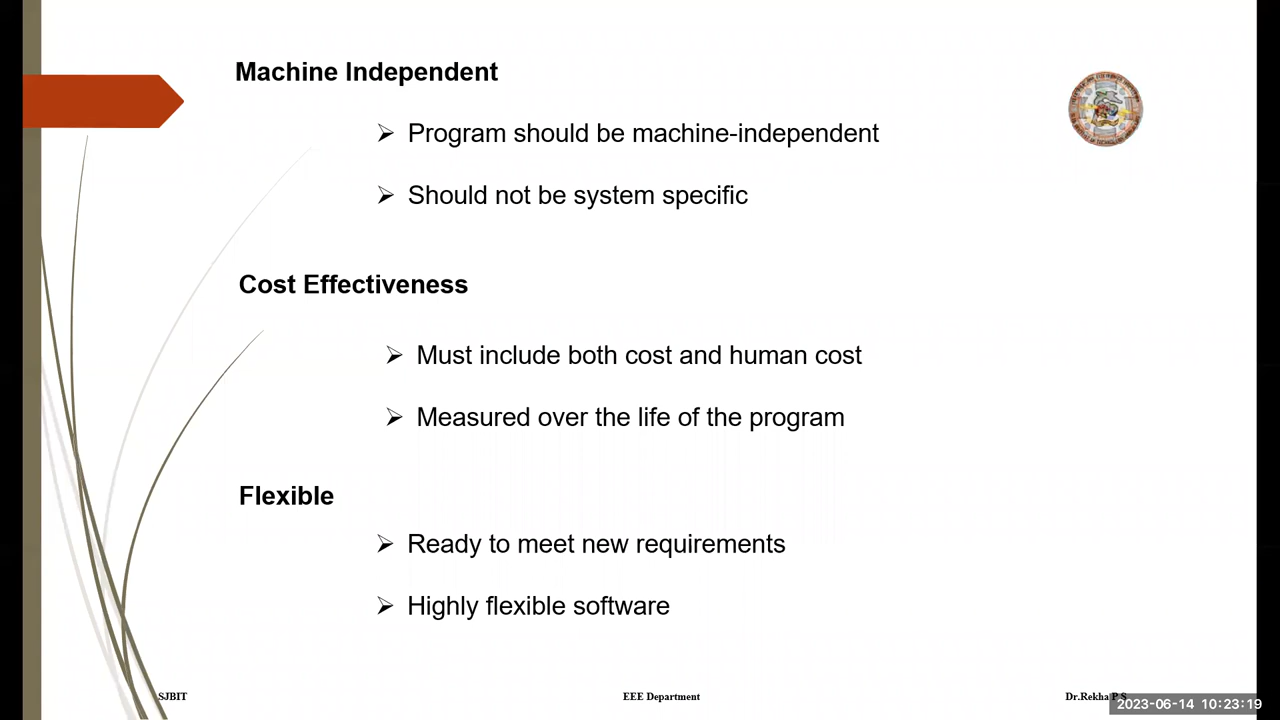 Machine Independent
Program should be machine-independent
Should not be system specific
Cost Effectiveness
Must include both cost and human cost
Measured over the life of the program
Flexible
Ready to meet new requirements
Highly flexible software
SJBIT
EEE Department
Dr.Rekha P S
2023-06-14 10:23:19